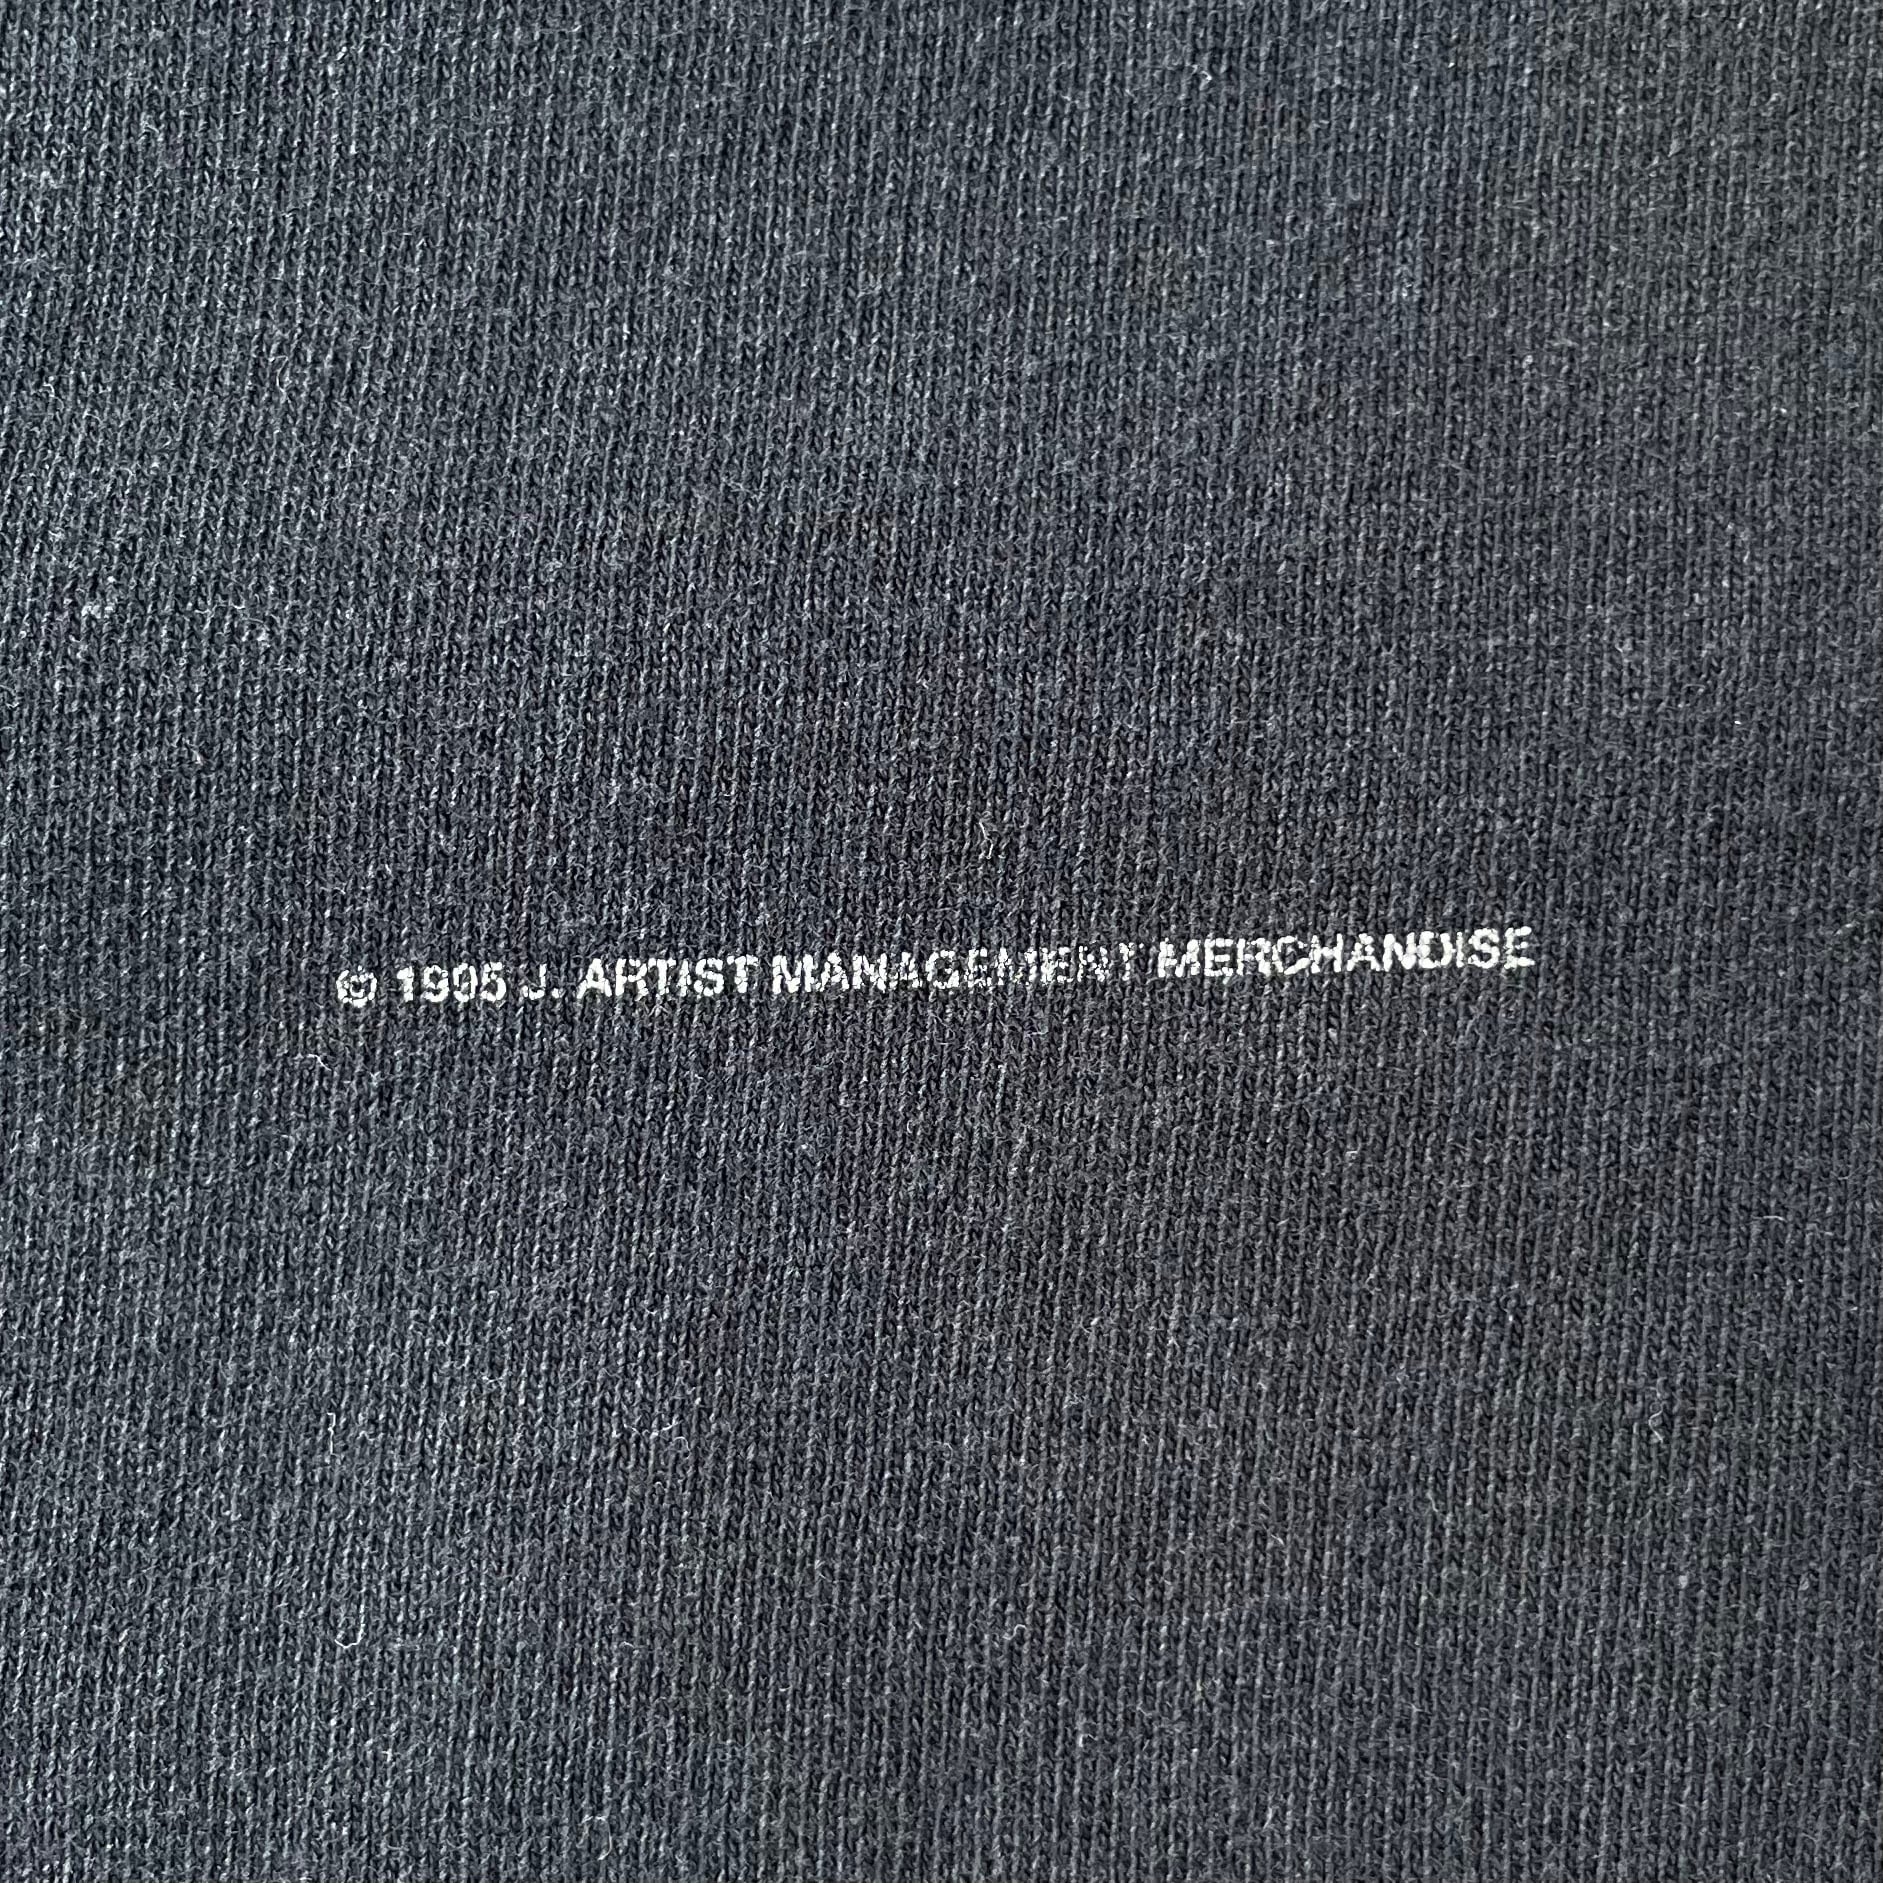 © 1995 J. ARTIST MANAGEMENT MERCHANDISE